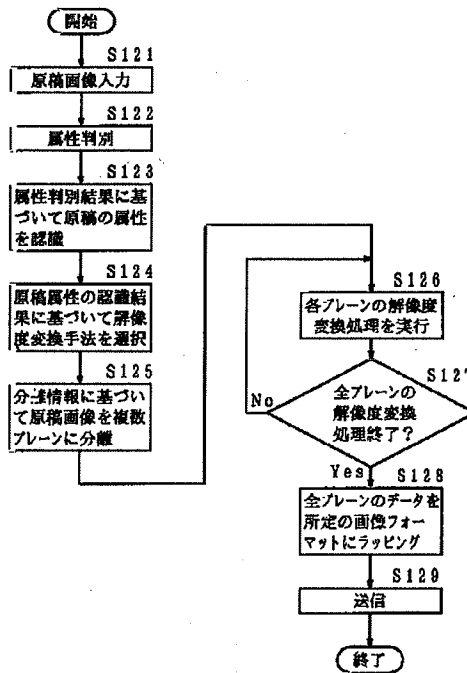 開始
S121
原稿画像入力
S122
属性判別
S123
属性判別結果に基
づいて原稿の属性
を認識
S124
原稿属性の認識結
果に基づいて解像
度変換手法を選択
S125
分離情報に基づい
て原稿画像を複数
プレーンに分離
S126
各プレーンの解像度
変換処理を実行
S127
No
全プレーンの
解像度変換
処理終了?
Yes
S128
全プレーンのデータを
所定の画像フォー
マットにラッピング
S129
送信
終了